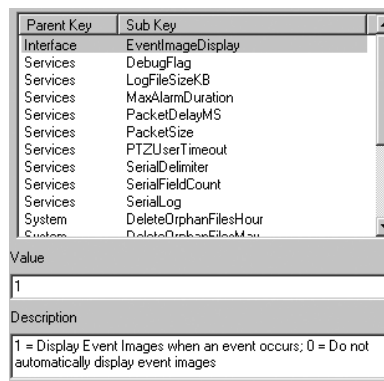 Parent Key Sub Key
Interface EventImageDisplay
Services DebugFlag
Services LogFileSizeKB
Services MaxAlarmDuration
Services PacketDelayMS
Services PacketSize
Services PTZUserTimeout
Services SerialDelimiter
Services SerialFieldCount
Services SerialLog
System DeleteOrphanFilesHour
System DeleteOrphanFilesMax
Value
1
Description
1 = Display Event Images when an event occurs; 0 = Do not
automatically display event images